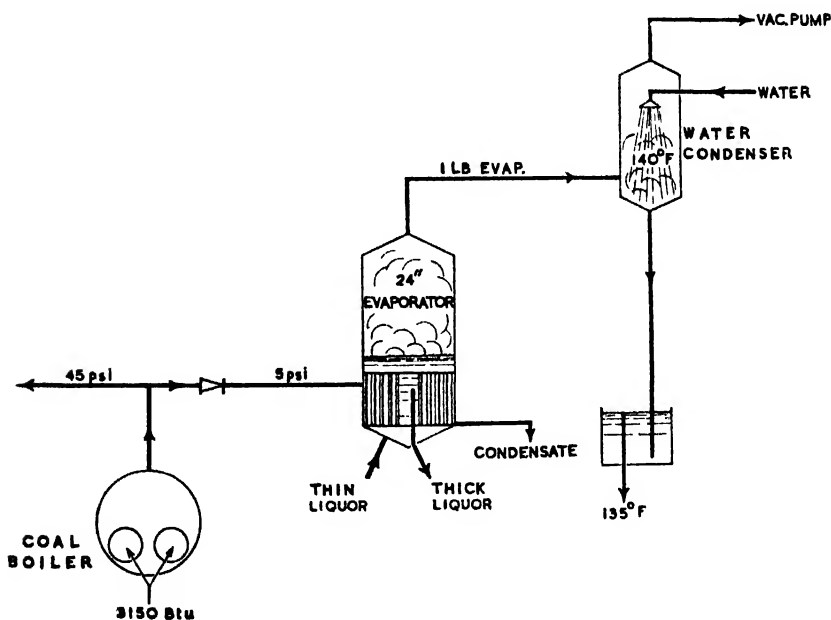 VAC. PUMP
WATER
WATER
CONDENSER
140°F
1 LB EVAP.
24"
EVAPORATOR
45 psi
5 psi
CONDENSATE
THIN
LIQUOR
THICK
LIQUOR
135°F
COAL
BOILER
3150 Btu